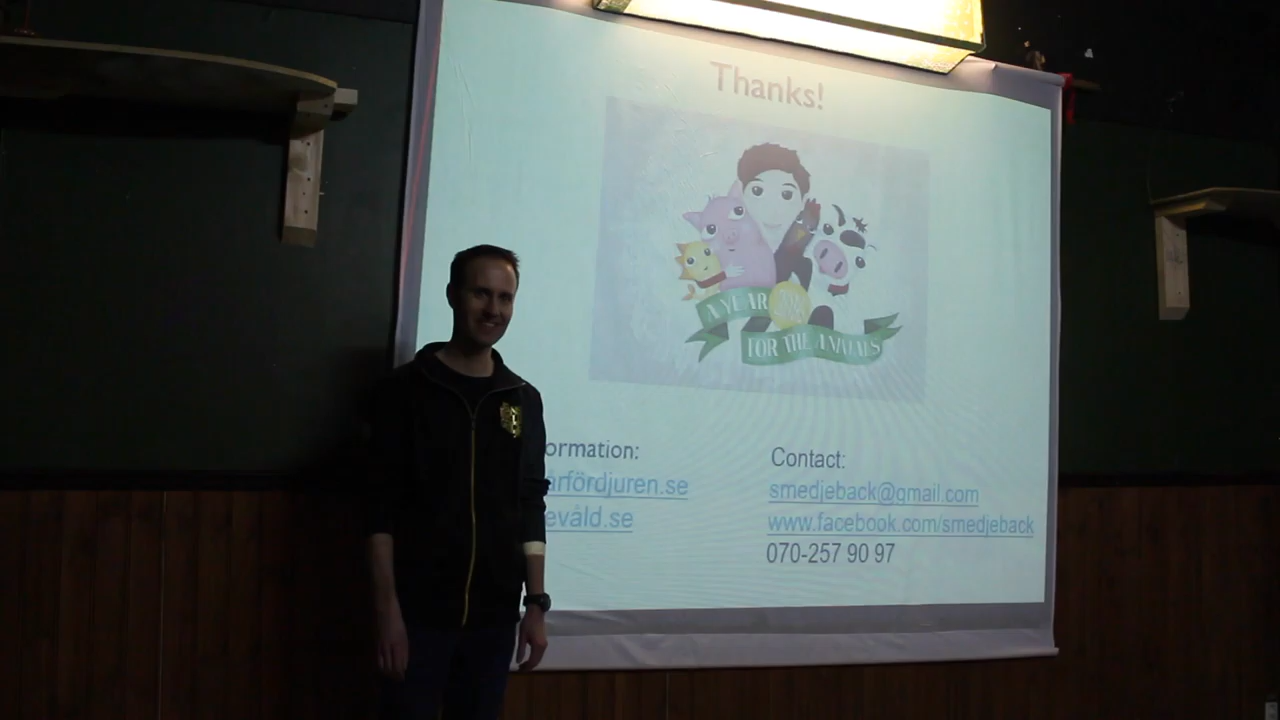 Thanks!
A YEAR
FOR THE ANIMALS
ormation:
årfördjuren.se
evåld.se
Contact:
smedjeback@gmail.com
www.facebook.com/smedjeback
070-257 90 97